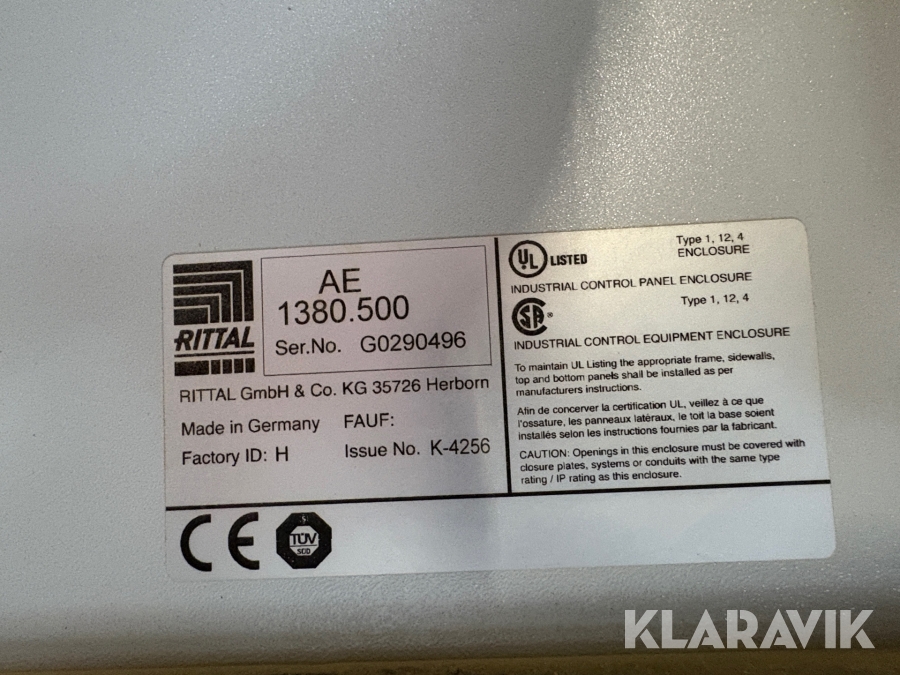 RITTAL
AE
1380.500
Ser.No. G0290496
RITTAL GmbH & Co. KG 35726 Herborn
Made in Germany FAUF:
Factory ID: H Issue No. K-4256
UL LISTED
Type 1, 12, 4
ENCLOSURE
INDUSTRIAL CONTROL PANEL ENCLOSURE
SA ®
Type 1, 12, 4
INDUSTRIAL CONTROL EQUIPMENT ENCLOSURE
To maintain UL Listing the appropriate frame, sidewalls,
top and bottom panels shall be installed as per
manufacturers instructions.
Afin de concerver la certification UL, veillez à ce que
l'ossature, les panneaux latéraux, le toit la base soient
installés selon les instructions fournies par la fabricant.
CAUTION: Openings in this enclosure must be covered with
closure plates, systems or conduits with the same type
rating / IP rating as this enclosure.
CE
TÜV
KLARAVIK